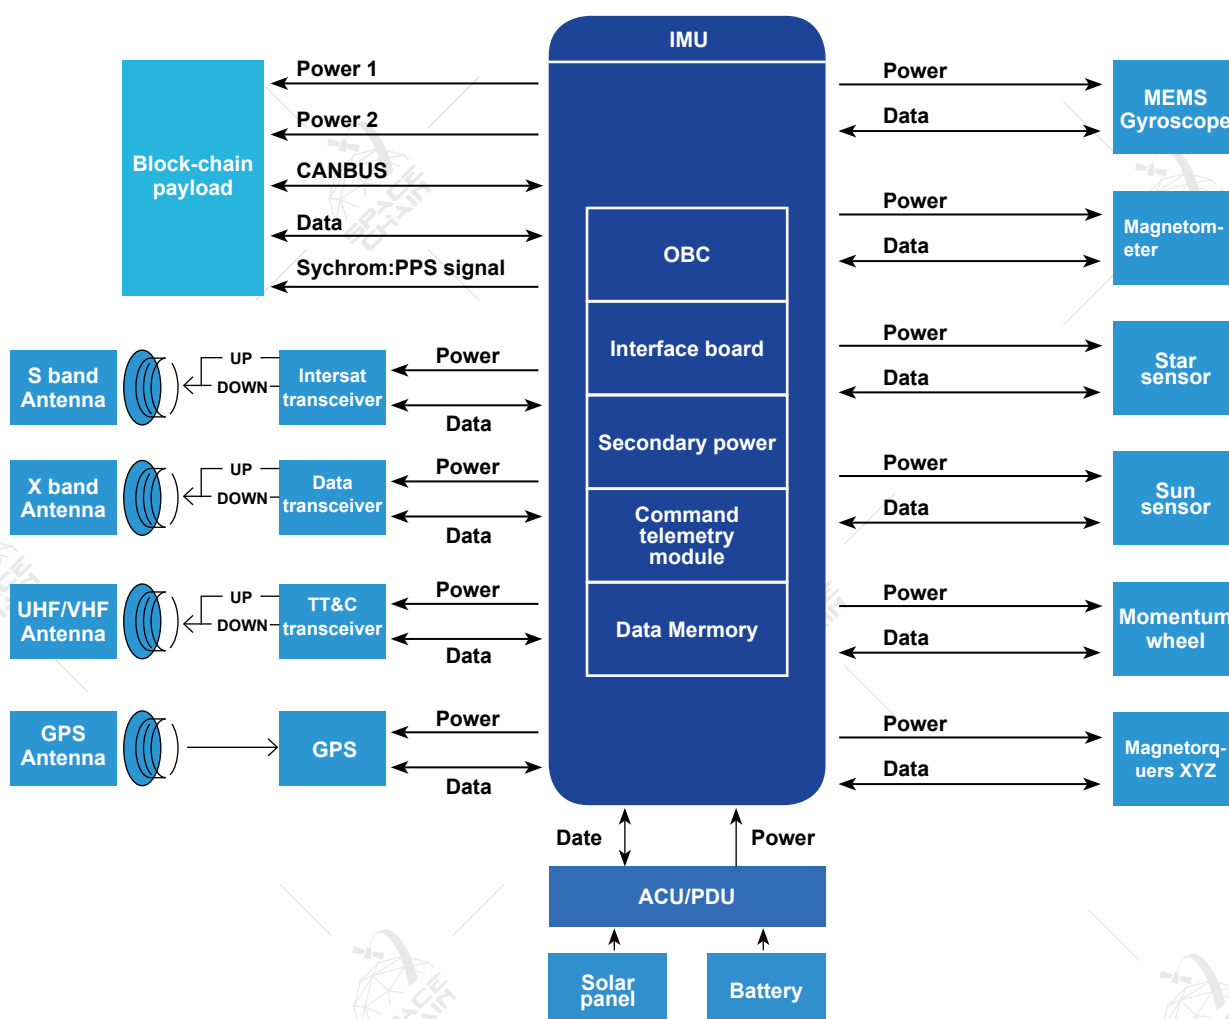 IMU
Power 1
Power 2
CANBUS
Data
Sychrom:PPS signal
Block-chain
payload
S band
Antenna
UP
DOWN
Intersat
transceiver
Power
Data
X band
Antenna
UP
DOWN
Data
transceiver
Power
Data
UHF/VHF
Antenna
UP
DOWN
TT&C
transceiver
Power
Data
GPS
Antenna
GPS
Power
Data
OBC
Interface board
Secondary power
Command
telemetry
module
Data Mermory
Power
Data
MEMS
Gyroscope
Power
Data
Magnetom-
eter
Power
Data
Star
sensor
Power
Data
Sun
sensor
Power
Data
Momentum
wheel
Power
Data
Magnetorq-
uers XYZ
Date
Power
ACU/PDU
Solar
panel
Battery
SPACE
CHAIN